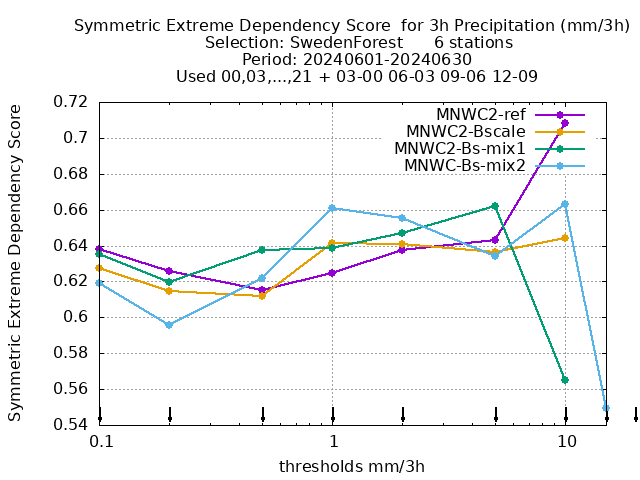 Symmetric Extreme Dependency Score  for 3h Precipitation (mm/3h)
Selection: SwedenForest      6 stations
Period: 20240601-20240630
Used 00,03,...,21 + 03-00 06-03 09-06 12-09
Symmetric Extreme Dependency Score
0.72
0.7
0.68
0.66
0.64
0.62
0.6
0.58
0.56
0.54
MNWC2-ref
MNWC2-Bscale
MNWC2-Bs-mix1
MNWC-Bs-mix2
0.1
1
10
thresholds mm/3h